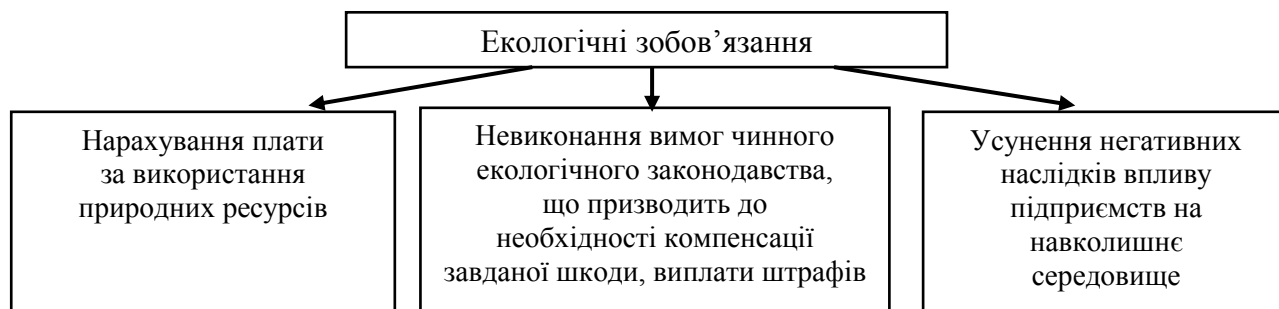 Екологічні зобов’язання
Нарахування плати
за використання
природних ресурсів
Невиконання вимог чинного
екологічного законодавства,
що призводить до
необхідності компенсації
завданої шкоди, виплати штрафів
Усунення негативних
наслідків впливу
підприємств на
навколишнє
середовище